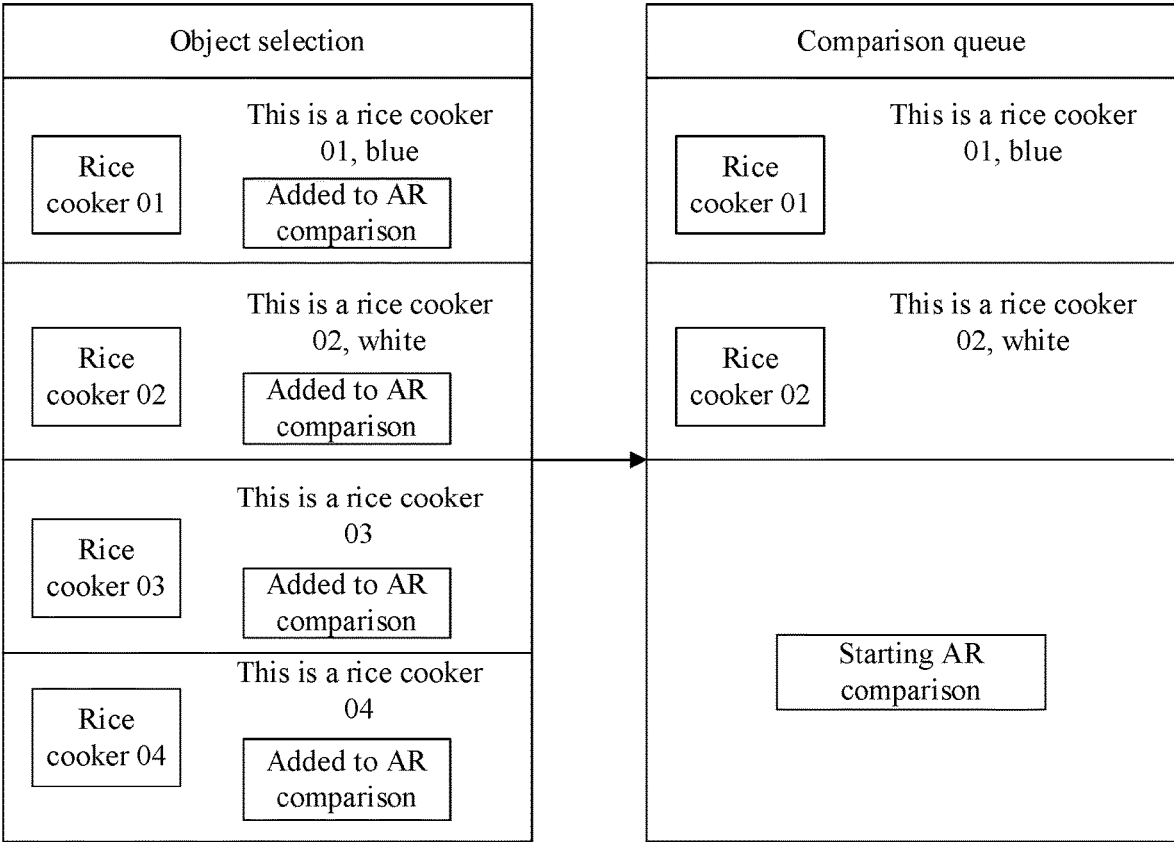 Object selection
Rice
cooker 01
This is a rice cooker
01, blue
Added to AR
comparison
Rice
cooker 02
This is a rice cooker
02, white
Added to AR
comparison
Rice
cooker 03
This is a rice cooker
03
Added to AR
comparison
Rice
cooker 04
This is a rice cooker
04
Added to AR
comparison
Comparison queue
Rice
cooker 01
This is a rice cooker
01, blue
Rice
cooker 02
This is a rice cooker
02, white
Starting AR
comparison